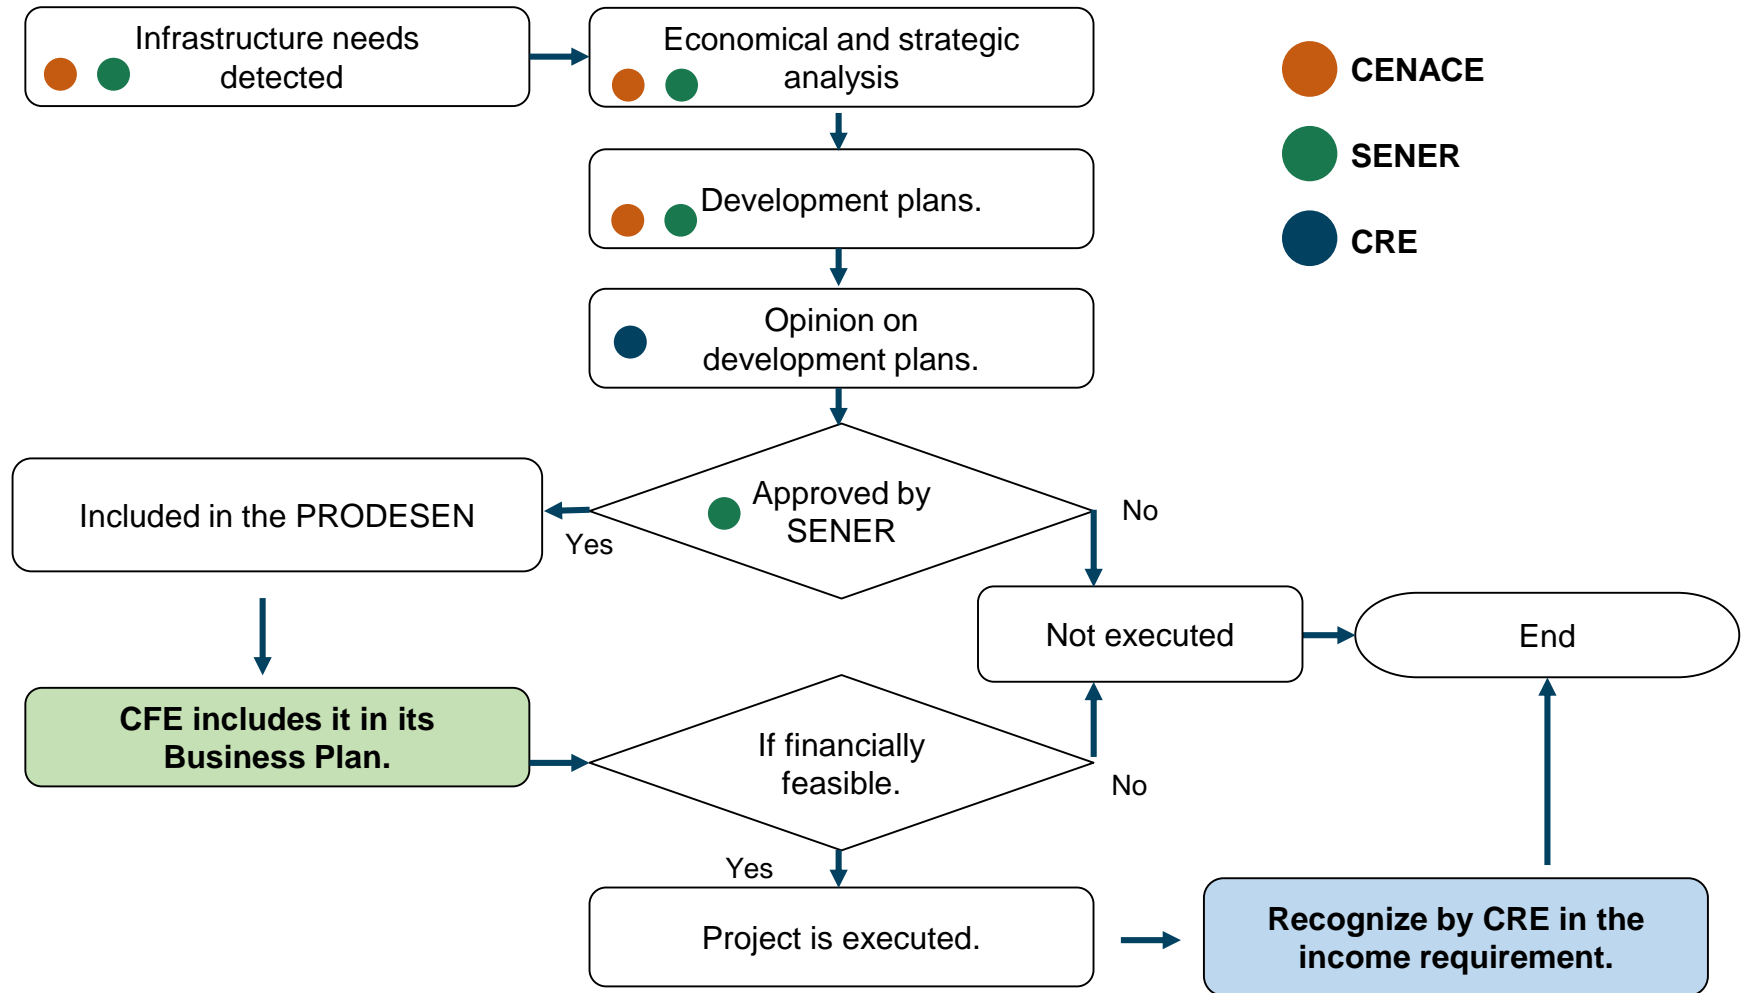 Infrastructure needs
detected
Economical and strategic
analysis
CENACE
SENER
CRE
Development plans.
Opinion on
development plans.
Approved by
SENER
Yes
No
Included in the PRODESEN
Not executed
End
CFE includes it in its
Business Plan.
If financially
feasible.
No
Yes
Project is executed.
Recognize by CRE in the
income requirement.